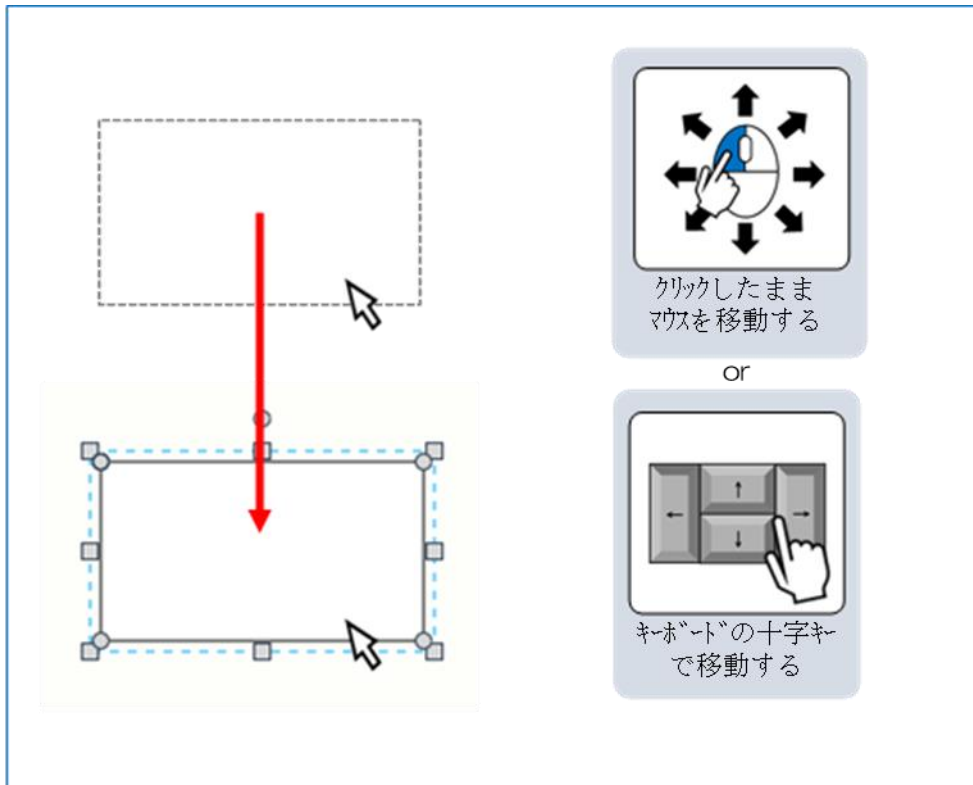 クリックしたまま
マウスを移動する
or
←
↑
↓
→
キーボードの十字キー
で移動する